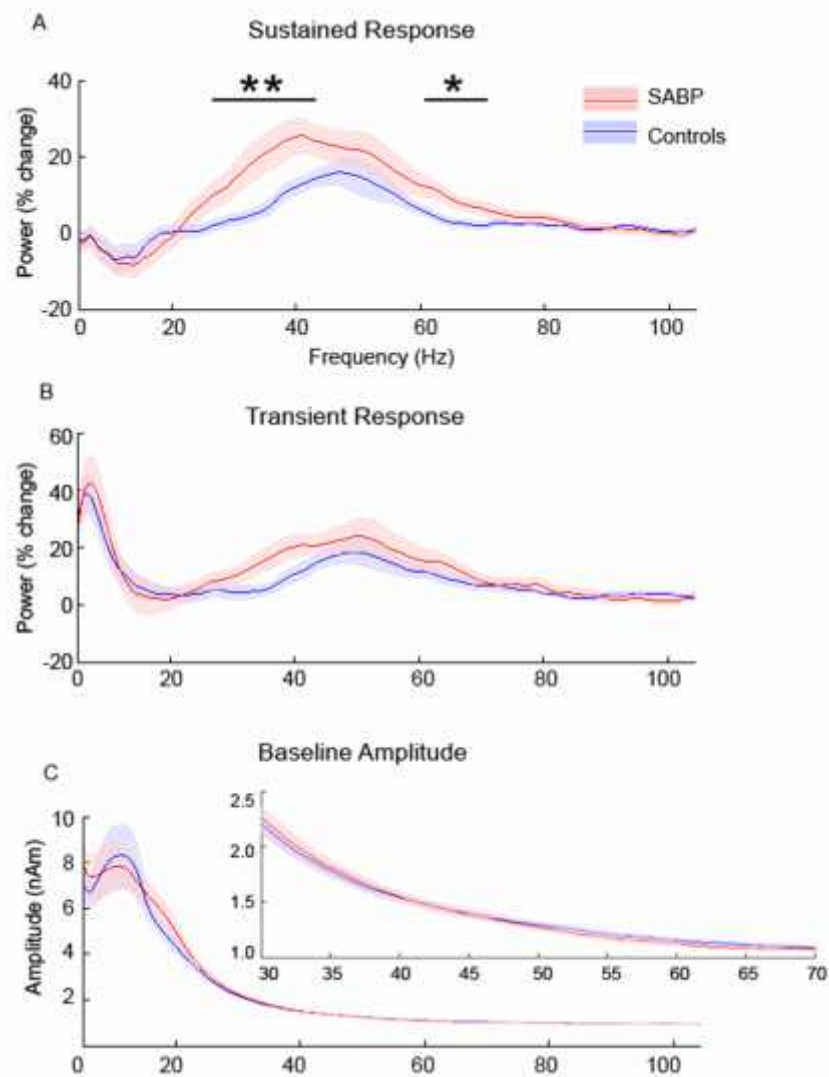 A
Sustained Response
** *
SABP
Controls
Power (% change)
40
20
0
-20
0 20 40 60 80 100
Frequency (Hz)
B
Transient Response
Power (% change)
60
40
20
0
-20
0 20 40 60 80 100
Baseline Amplitude
C
Amplitude (nAm)
10
8
6
4
2
2.5
2.0
1.5
1.0
30 35 40 45 50 55 60 65 70
0 20 40 60 80 100